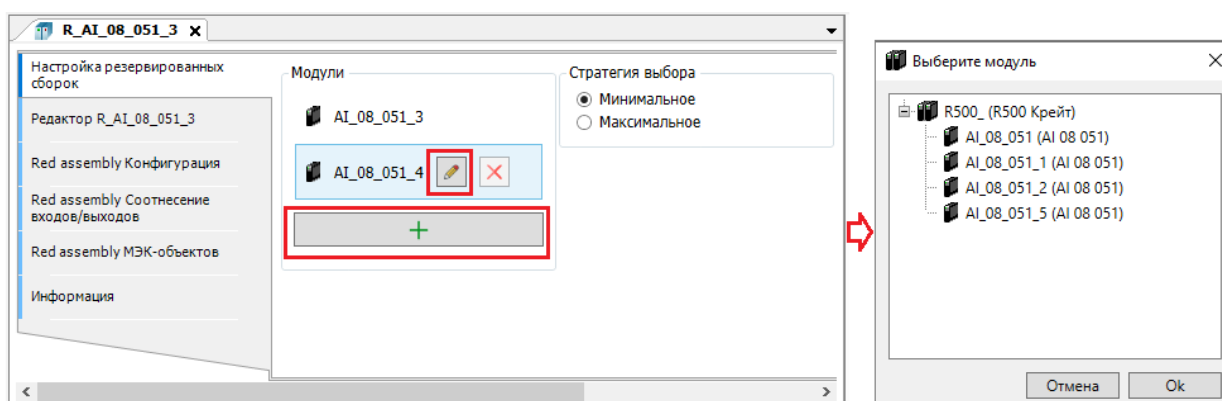 R_AI_08_051_3
Настройка резервированных
сборок
Редактор R_AI_08_051_3
Red assembly Конфигурация
Red assembly Соотнесение
входов/выходов
Red assembly МЭК-объектов
Информация
Модули
AI_08_051_3
AI_08_051_4
Стратегия выбора
Минимальное
Максимальное
Выберите модуль
R500_ (R500 Крейт)
AI_08_051 (AI 08 051)
AI_08_051_1 (AI 08 051)
AI_08_051_2 (AI 08 051)
AI_08_051_5 (AI 08 051)
Отмена
Ok